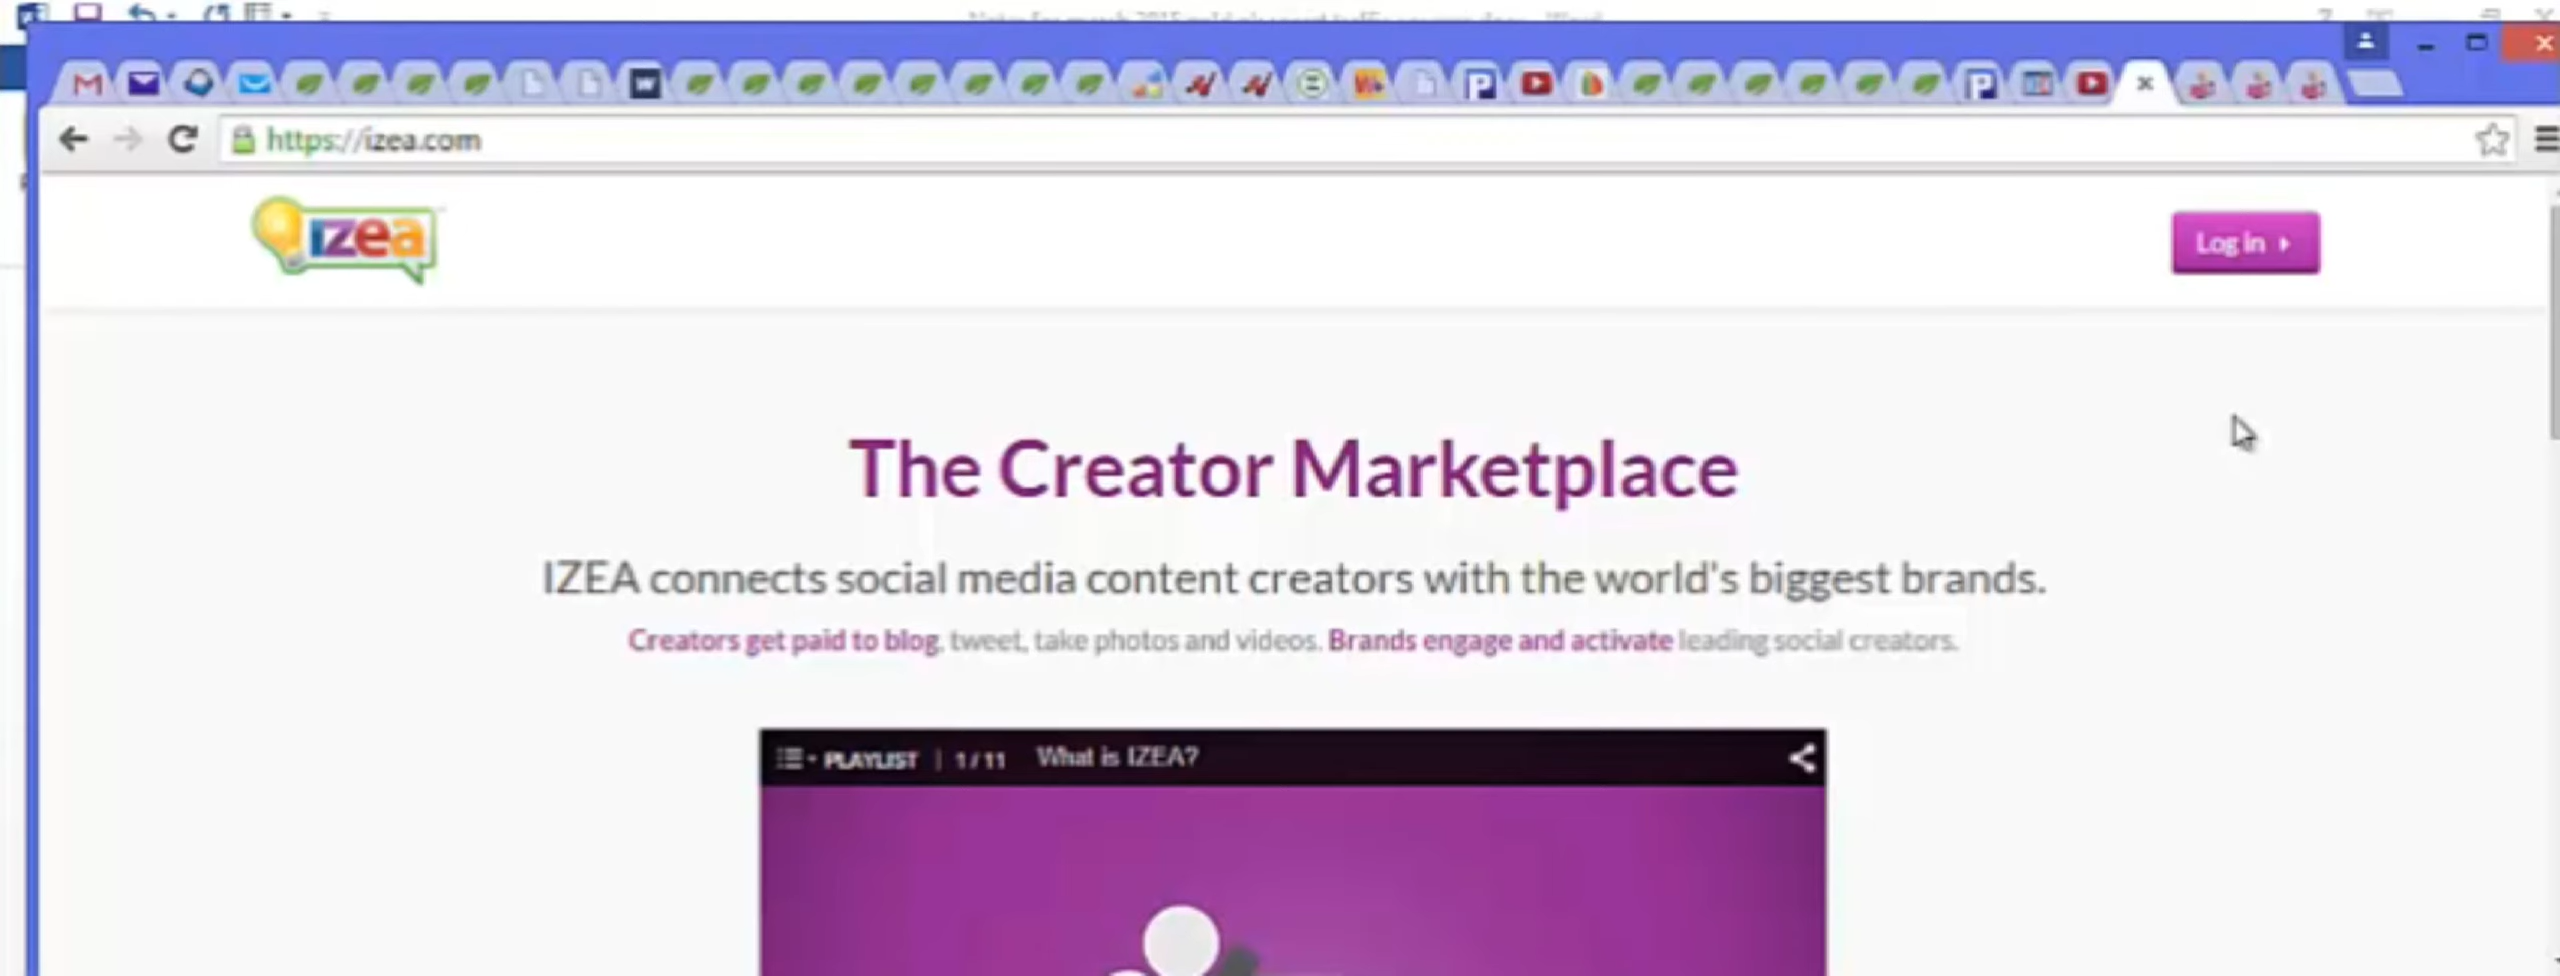 https://izea.com
izea
Log in
The Creator Marketplace
IZEA connects social media content creators with the world's biggest brands.
Creators get paid to blog, tweet, take photos and videos. Brands engage and activate leading social creators.
PLAYLIST | 1/11 What is IZEA?